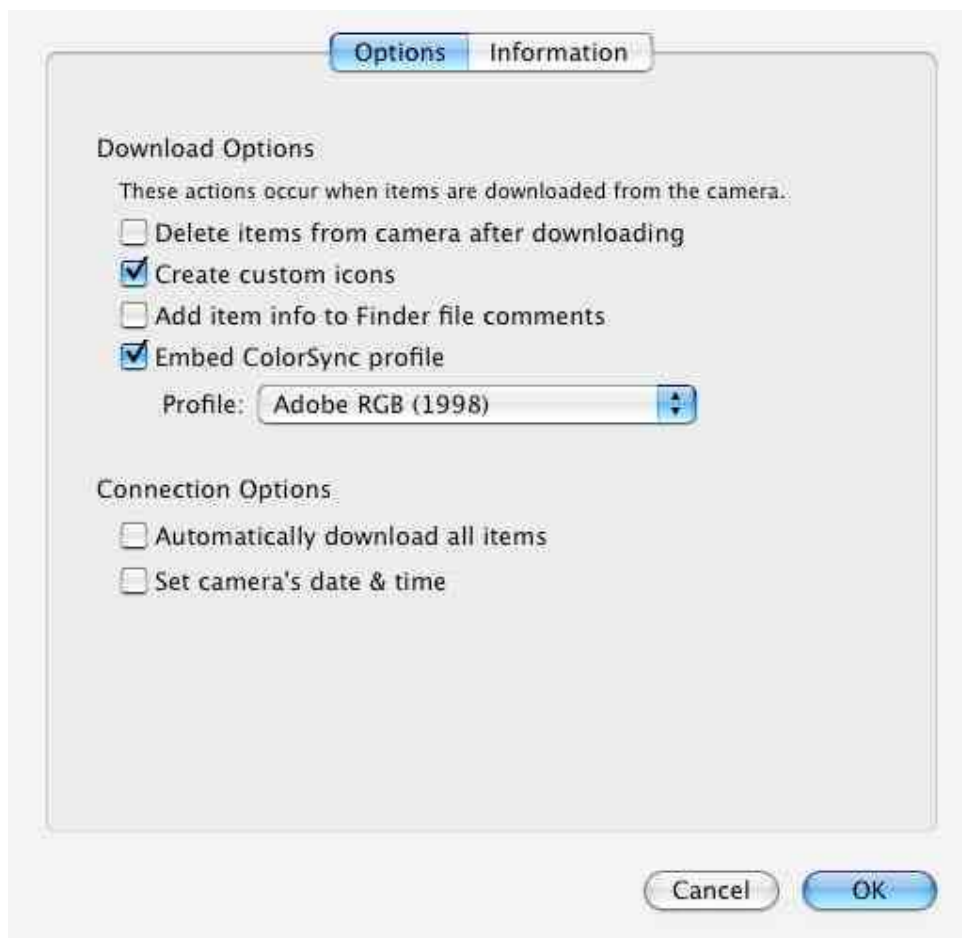 Options Information
Download Options
These actions occur when items are downloaded from the camera.
Delete items from camera after downloading
Create custom icons
Add item info to Finder file comments
Embed ColorSync profile
Profile: Adobe RGB (1998)
Connection Options
Automatically download all items
Set camera's date & time
Cancel OK